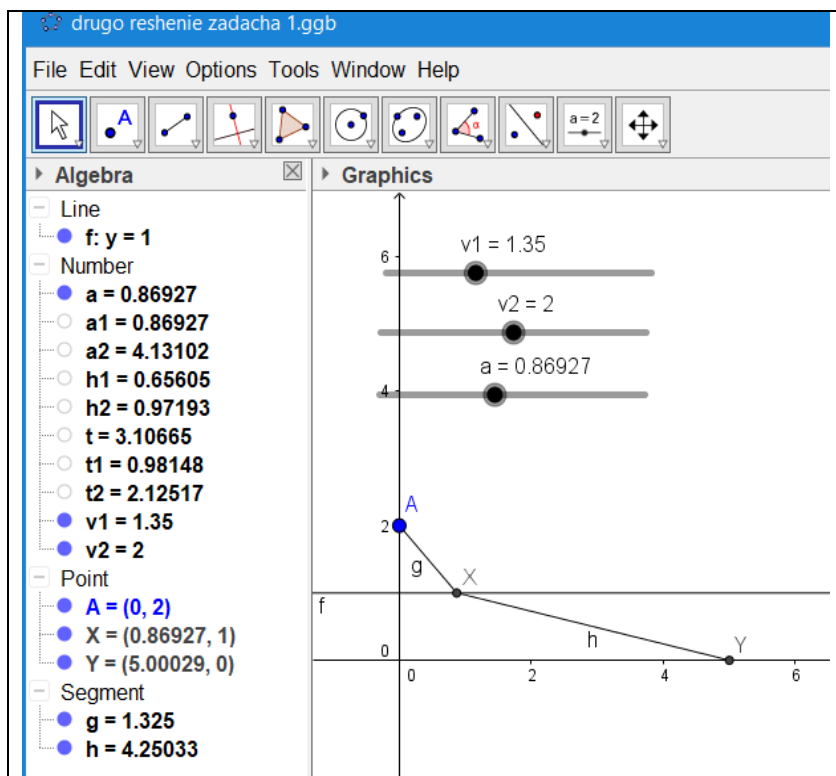 drugo reshenie zadacha 1.ggb
File Edit View Options Tools Window Help
A
α
a=2
Algebra
Graphics
Line
f: y = 1
Number
a = 0.86927
a1 = 0.86927
a2 = 4.13102
h1 = 0.65605
h2 = 0.97193
t = 3.10665
t1 = 0.98148
t2 = 2.12517
v1 = 1.35
v2 = 2
Point
A = (0, 2)
X = (0.86927, 1)
Y = (5.00029, 0)
Segment
g = 1.325
h = 4.25033
v1 = 1.35
6
v2 = 2
a = 0.86927
4
A
2
g
X
f
h
Y
0
0
2
4
6